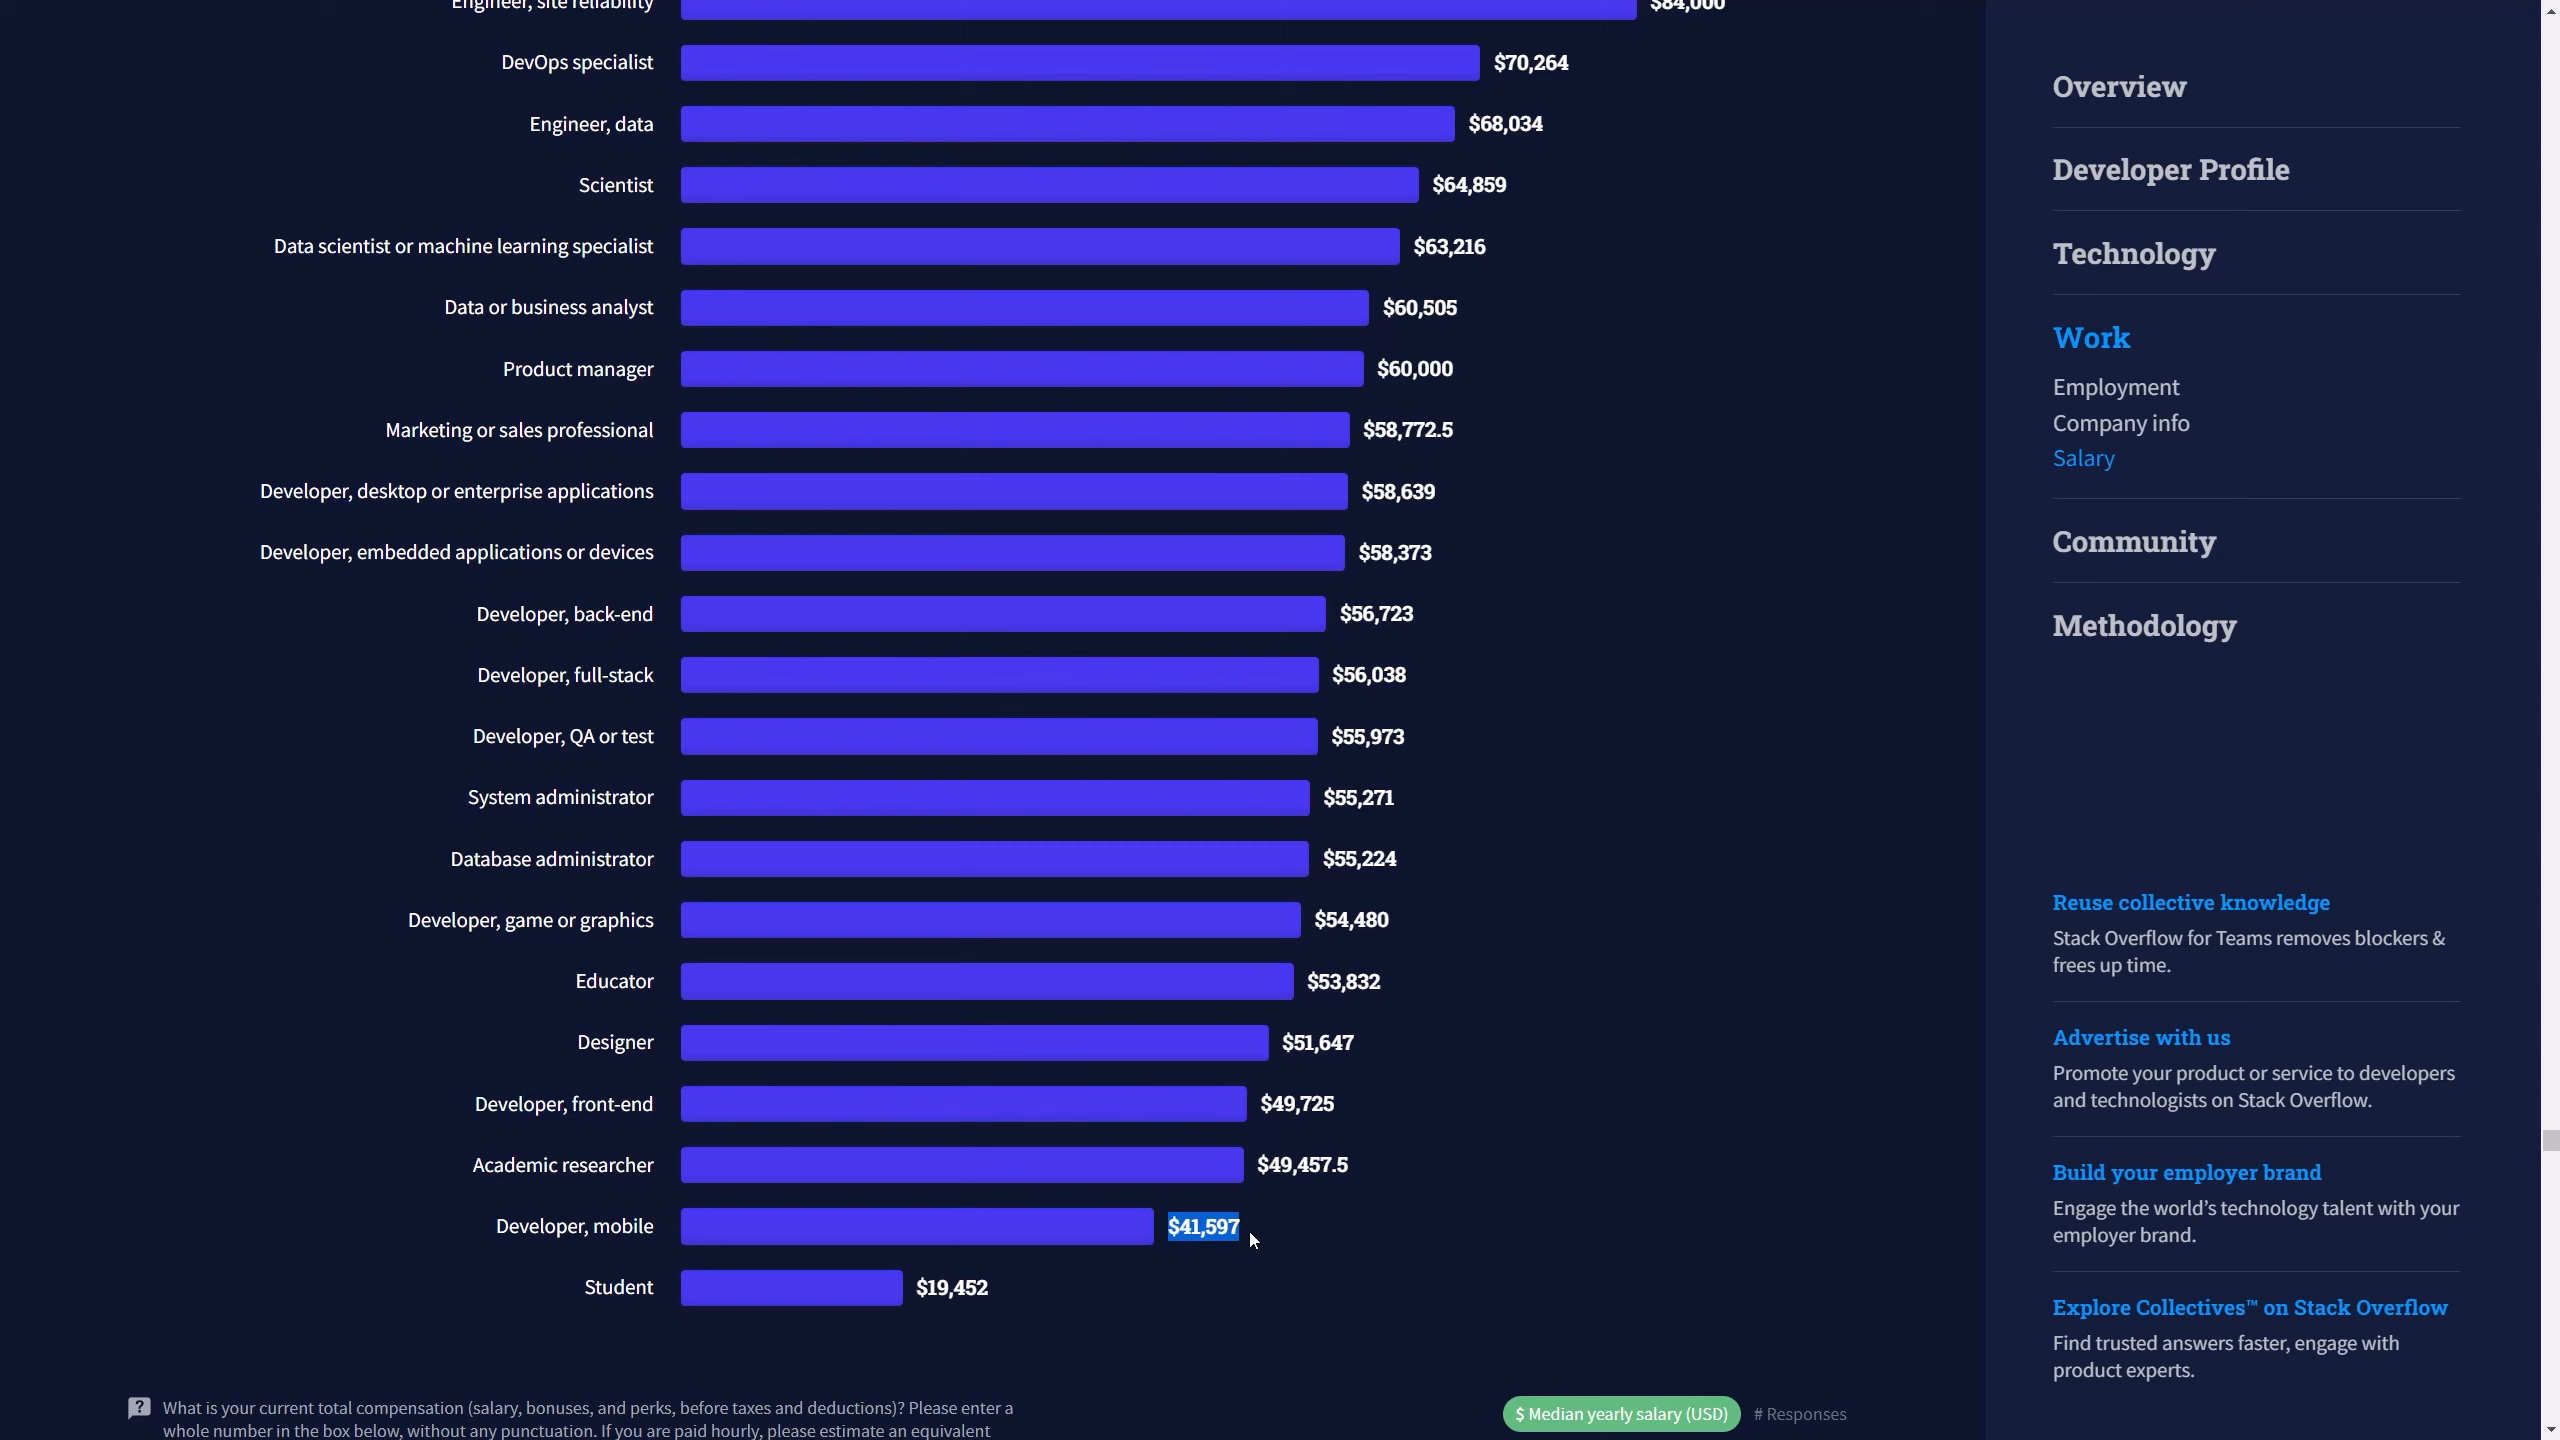 Engineer, site reliability $84,000
DevOps specialist $70,264
Engineer, data $68,034
Scientist $64,859
Data scientist or machine learning specialist $63,216
Data or business analyst $60,505
Product manager $60,000
Marketing or sales professional $58,772.5
Developer, desktop or enterprise applications $58,639
Developer, embedded applications or devices $58,373
Developer, back-end $56,723
Developer, full-stack $56,038
Developer, QA or test $55,973
System administrator $55,271
Database administrator $55,224
Developer, game or graphics $54,480
Educator $53,832
Designer $51,647
Developer, front-end $49,725
Academic researcher $49,457.5
Developer, mobile $41,597
Student $19,452
? What is your current total compensation (salary, bonuses, and perks, before taxes and deductions)? Please enter a
whole number in the box below, without any punctuation. If you are paid hourly, please estimate an equivalent
$ Median yearly salary (USD) # Responses
Overview
Developer Profile
Technology
Work
Employment
Company info
Salary
Community
Methodology
Reuse collective knowledge
Stack Overflow for Teams removes blockers &
frees up time.
Advertise with us
Promote your product or service to developers
and technologists on Stack Overflow.
Build your employer brand
Engage the world's technology talent with your
employer brand.
Explore Collectives™ on Stack Overflow
Find trusted answers faster, engage with
product experts.